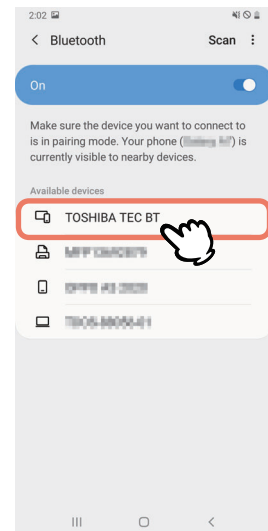 2:02
Bluetooth
Scan
On
Make sure the device you want to connect to
is in pairing mode. Your phone ( ) is
currently visible to nearby devices.
Available devices
TOSHIBA TEC BT